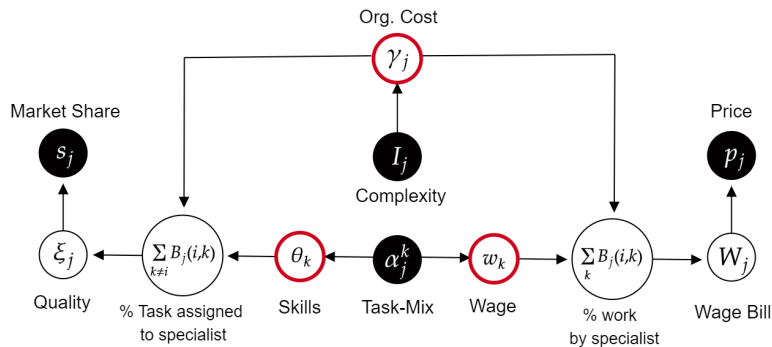 Org. Cost
γ_j
Market Share
Price
s_j
I_j
p_j
Complexity
ξ_j
∑_{k≠i} B_j(i,k)
θ_k
α_j^k
w_k
∑_k B_j(i,k)
W_j
Quality
% Task assigned
to specialist
Skills
Task-Mix
Wage
% work
by specialist
Wage Bill